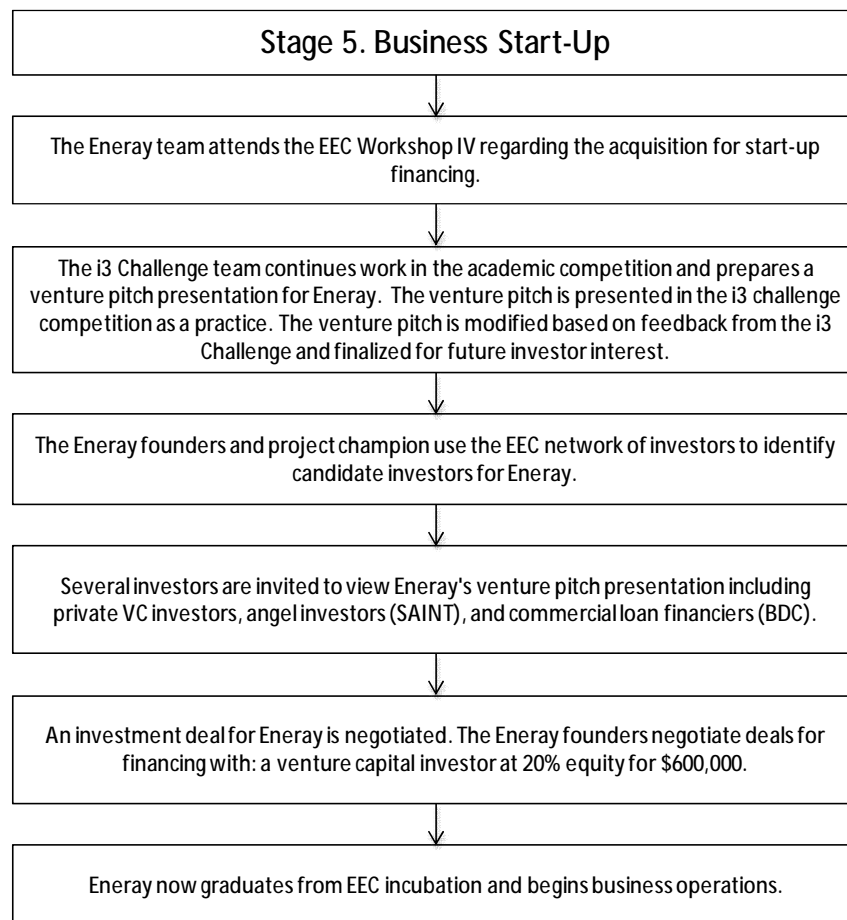 Stage 5. Business Start-Up
The Eneray team attends the EEC Workshop IV regarding the acquisition for start-up
financing.
The i3 Challenge team continues work in the academic competition and prepares a
venture pitch presentation for Eneray. The venture pitch is presented in the i3 challenge
competition as a practice. The venture pitch is modified based on feedback from the i3
Challenge and finalized for future investor interest.
The Eneray founders and project champion use the EEC network of investors to identify
candidate investors for Eneray.
Several investors are invited to view Eneray's venture pitch presentation including
private VC investors, angel investors (SAINT), and commercial loan financiers (BDC).
An investment deal for Eneray is negotiated. The Eneray founders negotiate deals for
financing with: a venture capital investor at 20% equity for $600,000.
Eneray now graduates from EEC incubation and begins business operations.